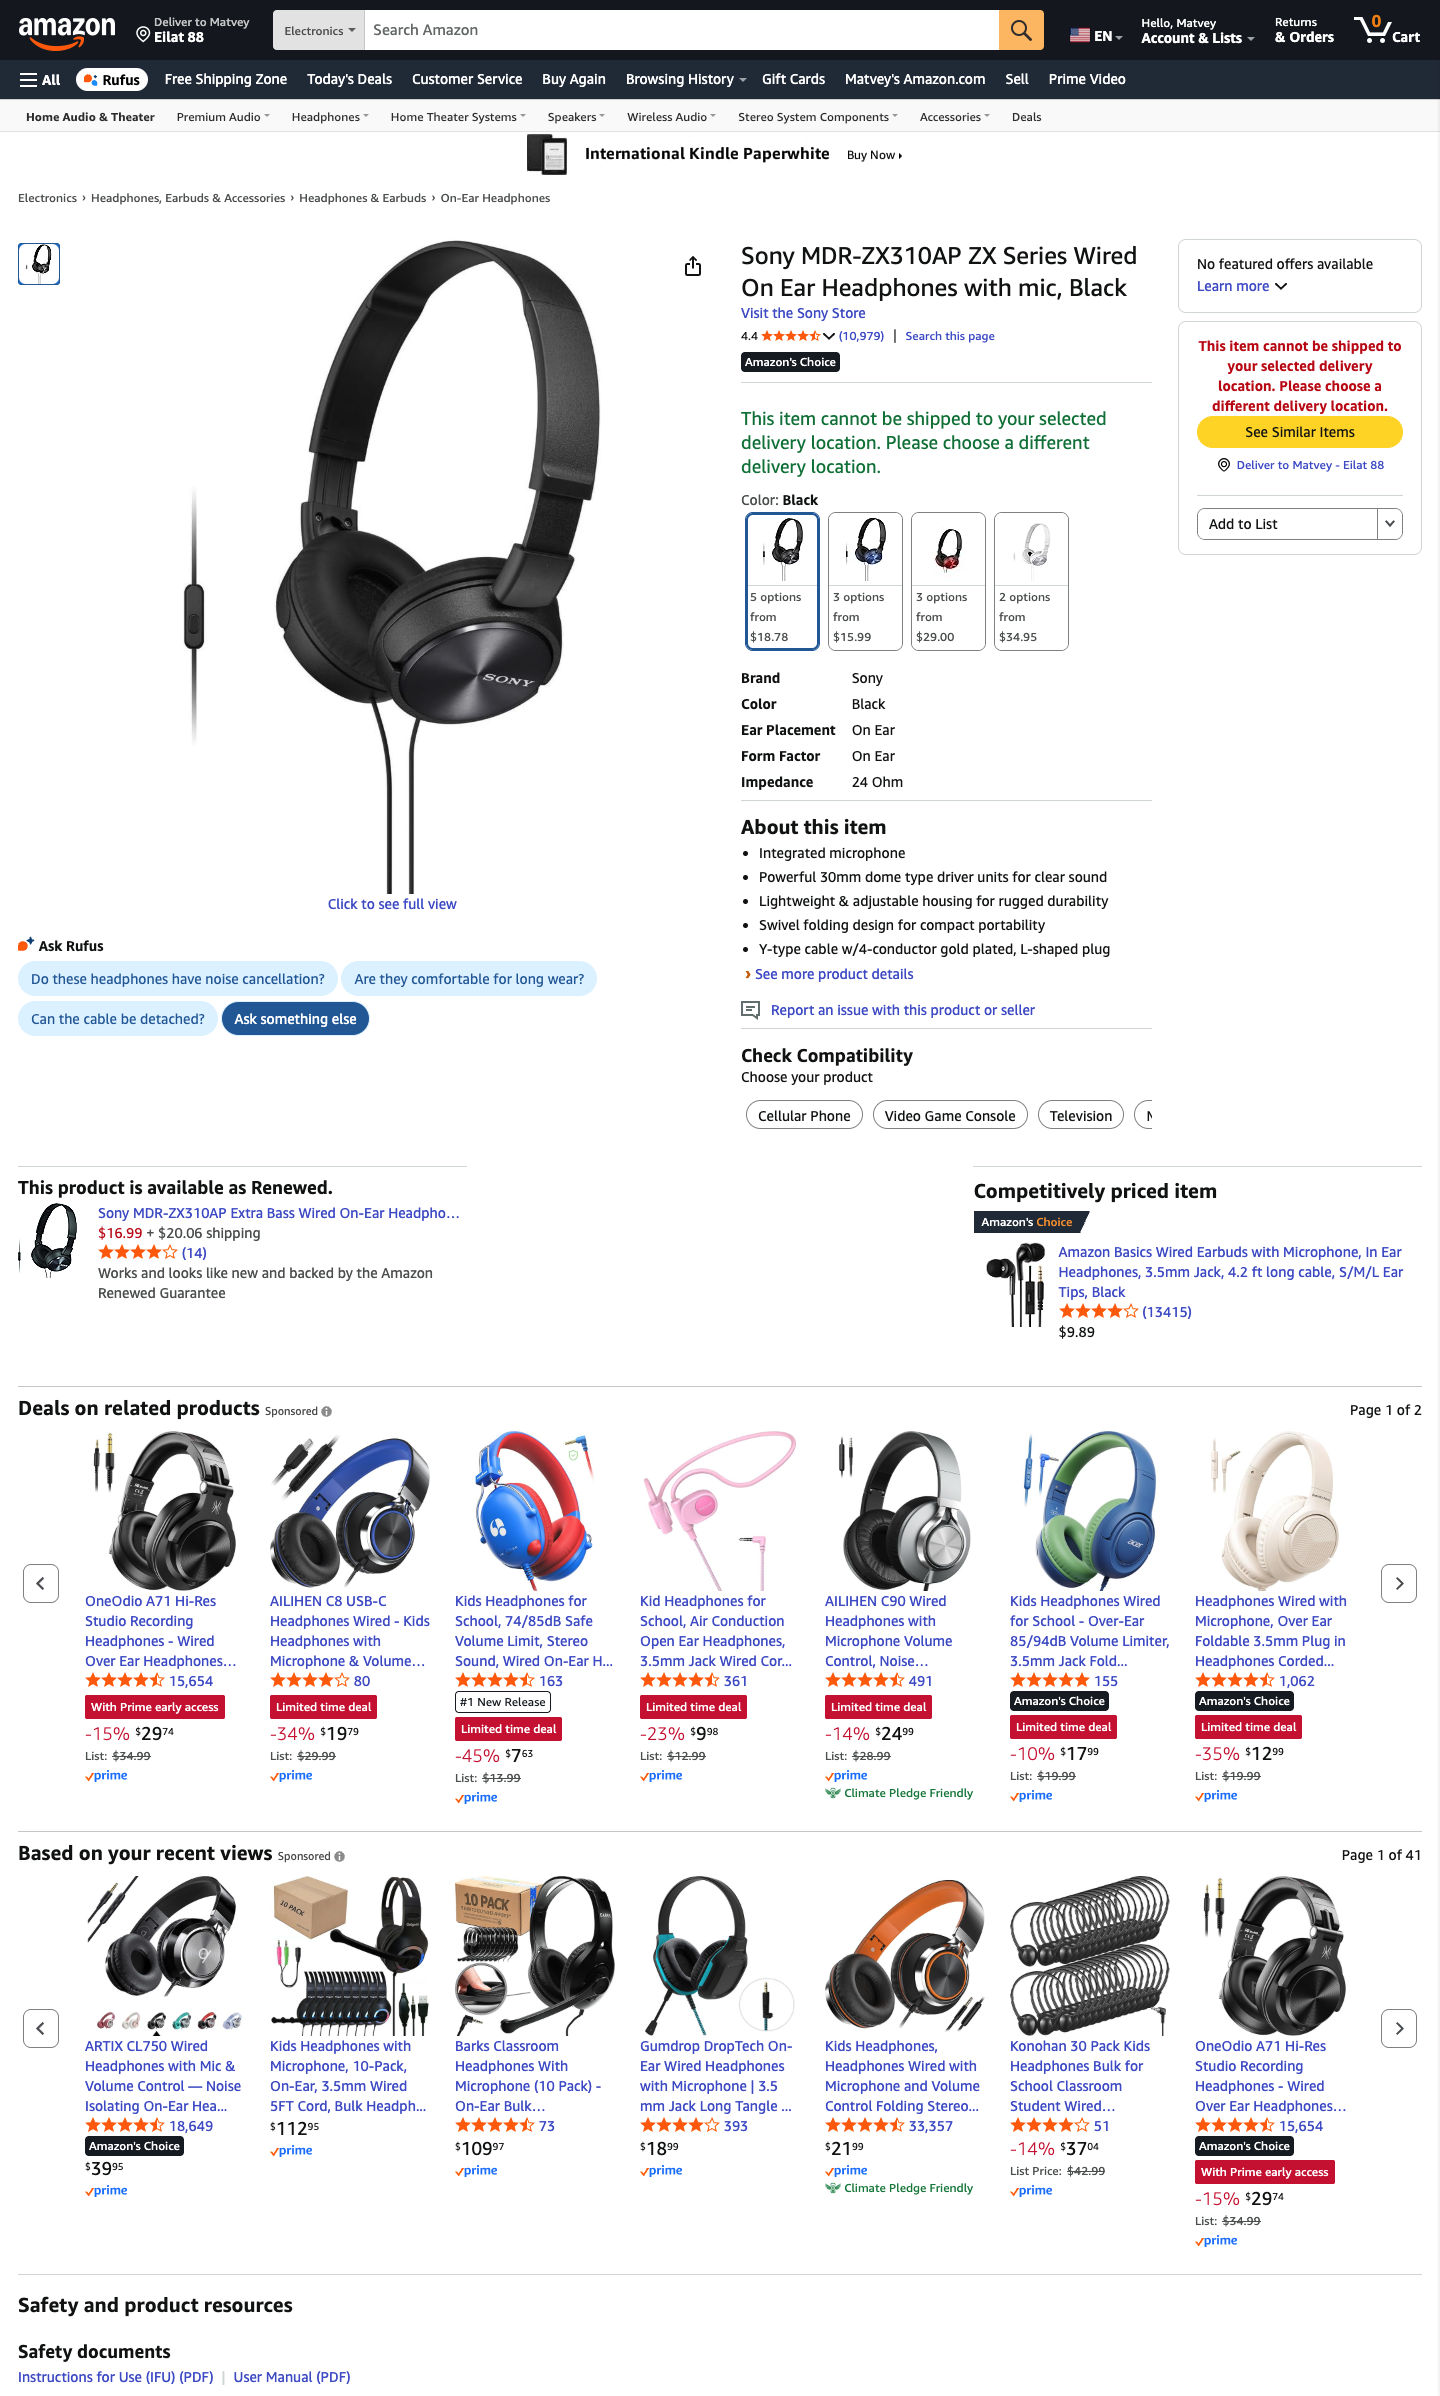 amazon
Deliver to Matvey
Eilat 88
Electronics
Search Amazon
EN
Hello, Matvey
Account & Lists
Returns
& Orders
0
Cart
All
Rufus
Free Shipping Zone
Today's Deals
Customer Service
Buy Again
Browsing History
Gift Cards
Matvey's Amazon.com
Sell
Prime Video
Home Audio & Theater
Premium Audio
Headphones
Home Theater Systems
Speakers
Wireless Audio
Stereo System Components
Accessories
Deals
International Kindle Paperwhite
Buy Now
Electronics › Headphones, Earbuds & Accessories › Headphones & Earbuds › On-Ear Headphones
SONY
Click to see full view
Ask Rufus
Do these headphones have noise cancellation?
Are they comfortable for long wear?
Can the cable be detached?
Ask something else
Sony MDR-ZX310AP ZX Series Wired
On Ear Headphones with mic, Black
Visit the Sony Store
4.4
(10,979)
|
Search this page
Amazon's Choice
This item cannot be shipped to your selected
delivery location. Please choose a different
delivery location.
Color: Black
5 options
from
$18.78
3 options
from
$15.99
3 options
from
$29.00
2 options
from
$34.95
Brand Sony
Color Black
Ear Placement On Ear
Form Factor On Ear
Impedance 24 Ohm
About this item
• Integrated microphone
• Powerful 30mm dome type driver units for clear sound
• Lightweight & adjustable housing for rugged durability
• Swivel folding design for compact portability
• Y-type cable w/4-conductor gold plated, L-shaped plug
› See more product details
Report an issue with this product or seller
Check Compatibility
Choose your product
Cellular Phone
Video Game Console
Television
No featured offers available
Learn more
This item cannot be shipped to
your selected delivery
location. Please choose a
different delivery location.
See Similar Items
Deliver to Matvey - Eilat 88
Add to List
This product is available as Renewed.
Sony MDR-ZX310AP Extra Bass Wired On-Ear Headpho…
$16.99 + $20.06 shipping
(14)
Works and looks like new and backed by the Amazon
Renewed Guarantee
Competitively priced item
Amazon's Choice
Amazon Basics Wired Earbuds with Microphone, In Ear
Headphones, 3.5mm Jack, 4.2 ft long cable, S/M/L Ear
Tips, Black
(13415)
$9.89
Deals on related products
Sponsored
Page 1 of 2
OneOdio A71 Hi-Res
Studio Recording
Headphones - Wired
Over Ear Headphones…
15,654
With Prime early access
-15% $29 74
List: $34.99
prime
AILIHEN C8 USB-C
Headphones Wired - Kids
Headphones with
Microphone & Volume…
80
Limited time deal
-34% $19 79
List: $29.99
prime
Kids Headphones for
School, 74/85dB Safe
Volume Limit, Stereo
Sound, Wired On-Ear H…
163
#1 New Release
Limited time deal
-45% $7 63
List: $13.99
prime
Kid Headphones for
School, Air Conduction
Open Ear Headphones,
3.5mm Jack Wired Cor…
361
Limited time deal
-23% $9 98
List: $12.99
prime
AILIHEN C90 Wired
Headphones with
Microphone Volume
Control, Noise…
491
Limited time deal
-14% $24 99
List: $28.99
prime
Climate Pledge Friendly
acer
Kids Headphones Wired
for School - Over-Ear
85/94dB Volume Limiter,
3.5mm Jack Fold…
155
Amazon's Choice
Limited time deal
-10% $17 99
List: $19.99
prime
Headphones Wired with
Microphone, Over Ear
Foldable 3.5mm Plug in
Headphones Corded…
1,062
Amazon's Choice
Limited time deal
-35% $12 99
List: $19.99
prime
Based on your recent views
Sponsored
Page 1 of 41
ARTIX CL750 Wired
Headphones with Mic &
Volume Control — Noise
Isolating On-Ear Hea…
18,649
Amazon's Choice
$39 95
prime
10 PACK
Kids Headphones with
Microphone, 10-Pack,
On-Ear, 3.5mm Wired
5FT Cord, Bulk Headph…
$112 95
prime
10 PACK
Barks Classroom
Headphones With
Microphone (10 Pack) -
On-Ear Bulk…
73
$109 97
prime
Gumdrop DropTech On-
Ear Wired Headphones
with Microphone | 3.5
mm Jack Long Tangle …
393
$18 99
prime
Kids Headphones,
Headphones Wired with
Microphone and Volume
Control Folding Stereo…
33,357
$21 99
prime
Climate Pledge Friendly
Konohan 30 Pack Kids
Headphones Bulk for
School Classroom
Student Wired…
51
-14% $37 04
List Price: $42.99
prime
OneOdio A71 Hi-Res
Studio Recording
Headphones - Wired
Over Ear Headphones…
15,654
Amazon's Choice
With Prime early access
-15% $29 74
List: $34.99
prime
Safety and product resources
Safety documents
Instructions for Use (IFU) (PDF) | User Manual (PDF)